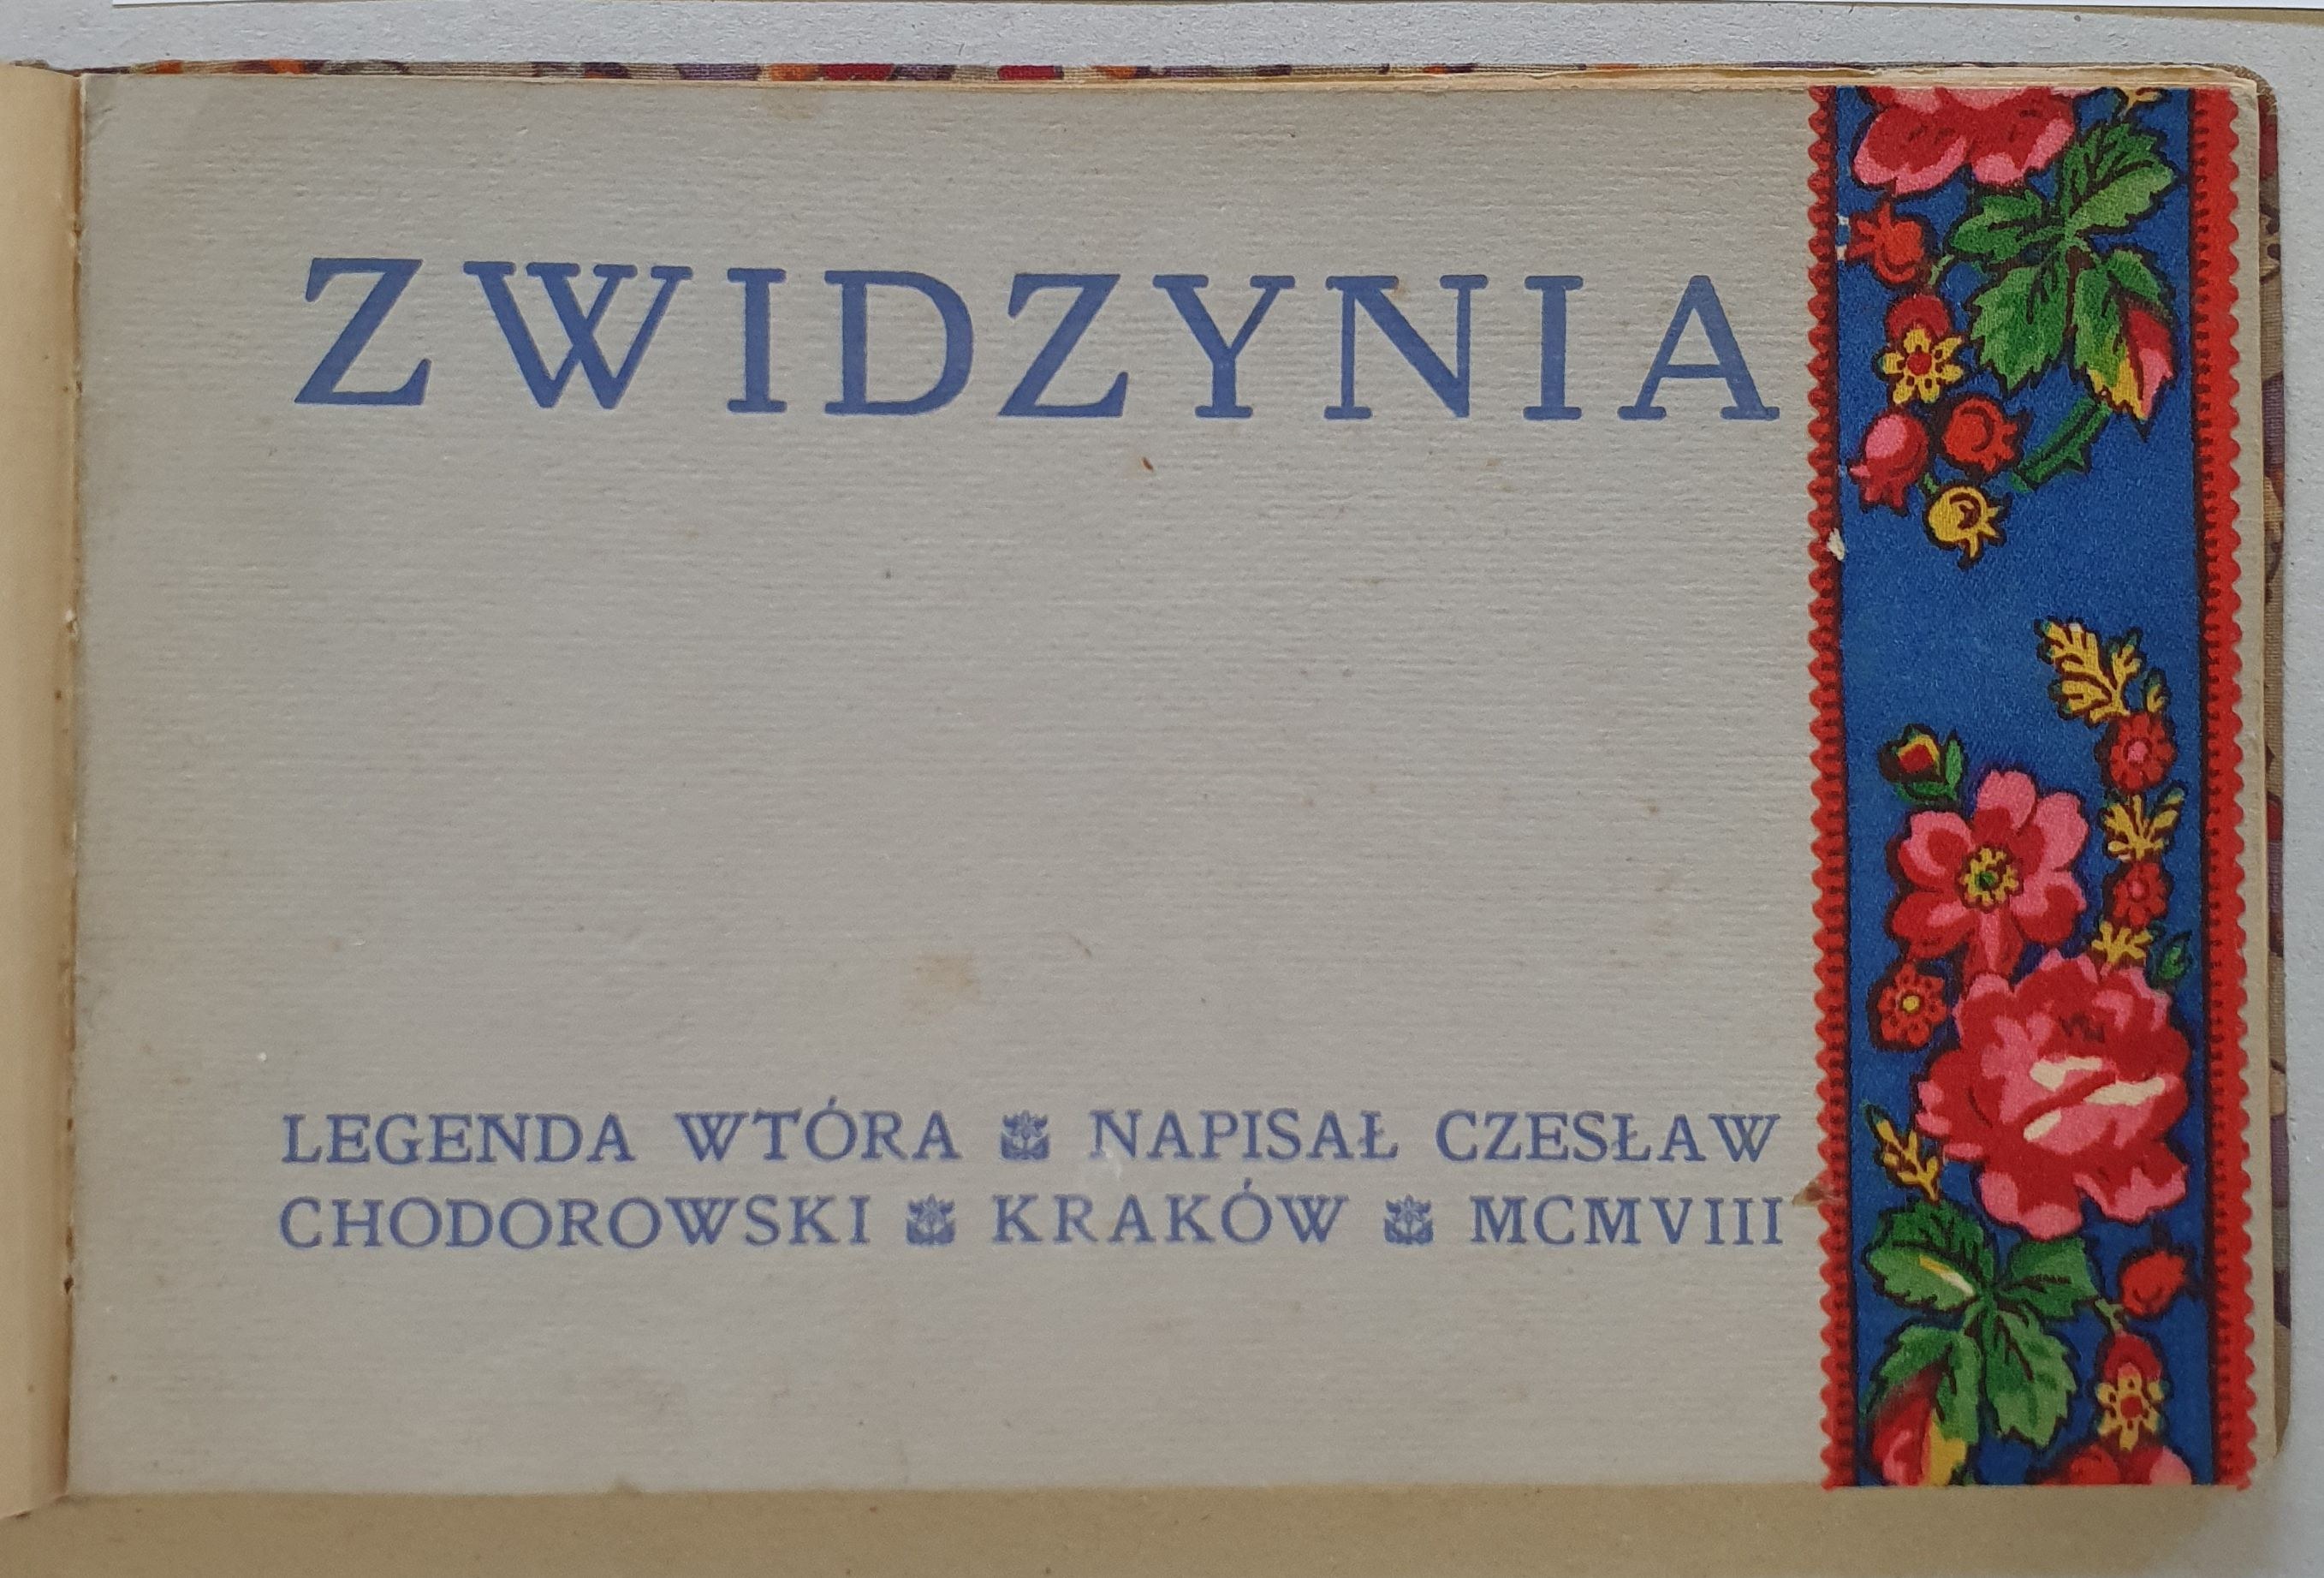 ZWIDZYNIA
LEGENDA WTÓRA NAPISAŁ CZESŁAW
CHODOROWSKI KRAKÓW MCMVIII